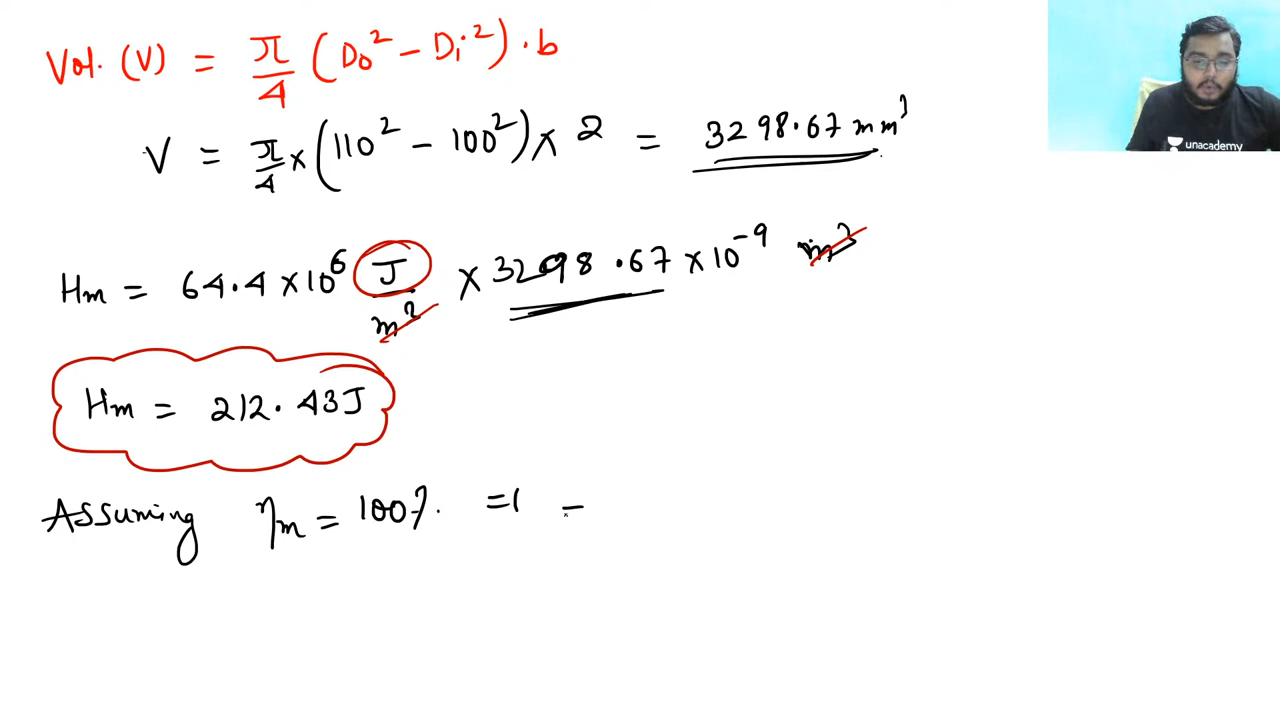 Vol. (V) = π/4 (Do² - Di²) · b
V = π/4 × (110² - 100²) × 2 = 3298.67 mm³
unacademy
Hm = 64.4 × 10⁶ J/m³ × 3298.67 × 10⁻⁹ m³
Hm = 212.43 J
Assuming ηm = 100% = 1 =